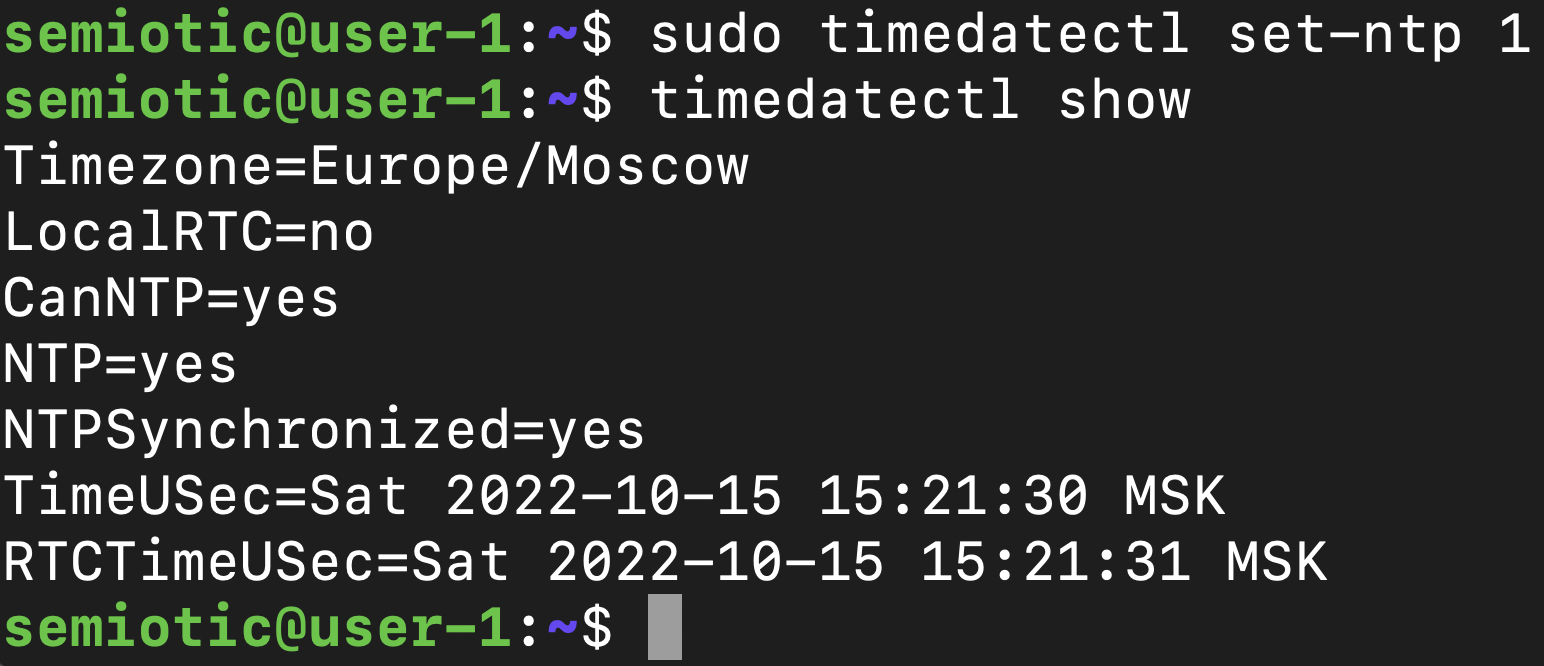 semiotic@user-1:~$ sudo timedatectl set-ntp 1
semiotic@user-1:~$ timedatectl show
Timezone=Europe/Moscow
LocalRTC=no
CanNTP=yes
NTP=yes
NTPSynchronized=yes
TimeUSec=Sat 2022-10-15 15:21:30 MSK
RTCTimeUSec=Sat 2022-10-15 15:21:31 MSK
semiotic@user-1:~$